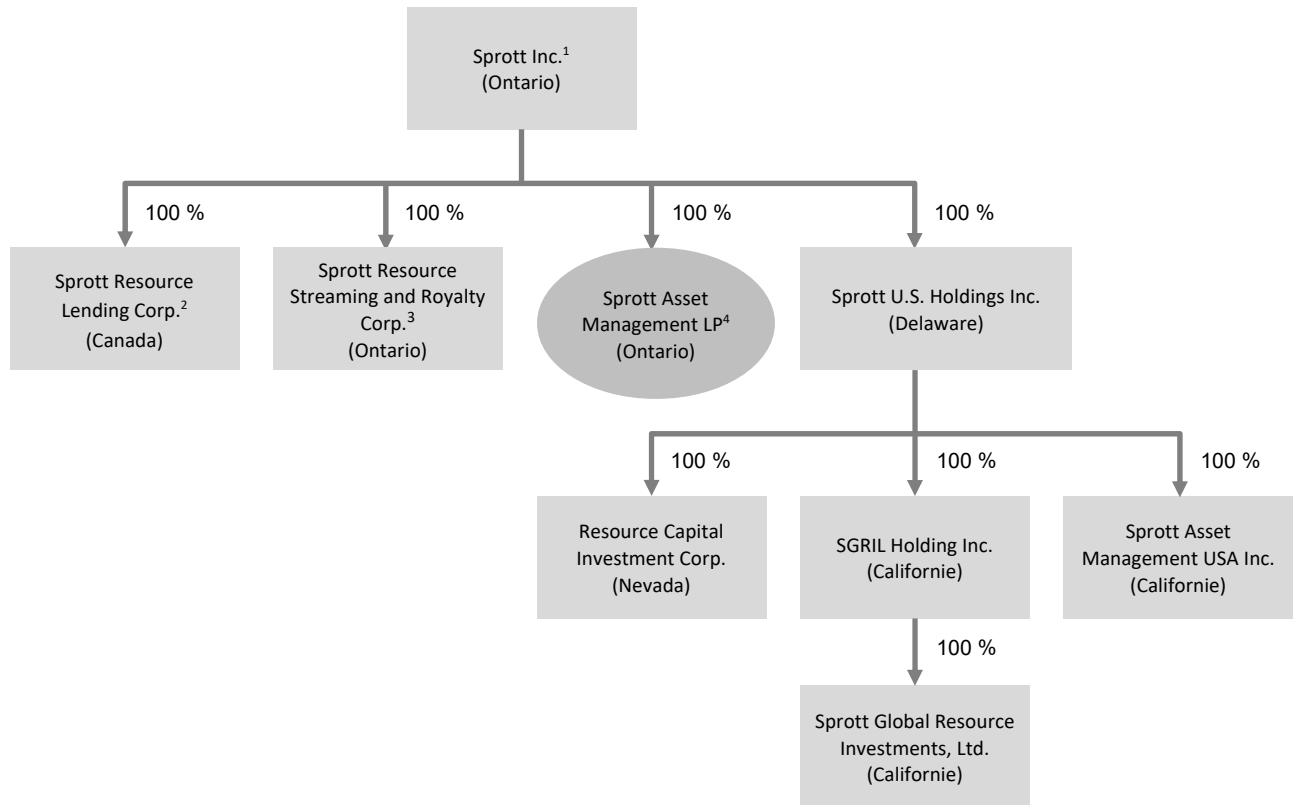 Sprott Inc.1
(Ontario)
100 %
100 %
100 %
100 %
Sprott Resource
Lending Corp.2
(Canada)
Sprott Resource
Streaming and Royalty
Corp.3
(Ontario)
Sprott Asset
Management LP4
(Ontario)
Sprott U.S. Holdings Inc.
(Delaware)
100 %
100 %
100 %
Resource Capital
Investment Corp.
(Nevada)
SGRIL Holding Inc.
(Californie)
Sprott Asset
Management USA Inc.
(Californie)
100 %
Sprott Global Resource
Investments, Ltd.
(Californie)